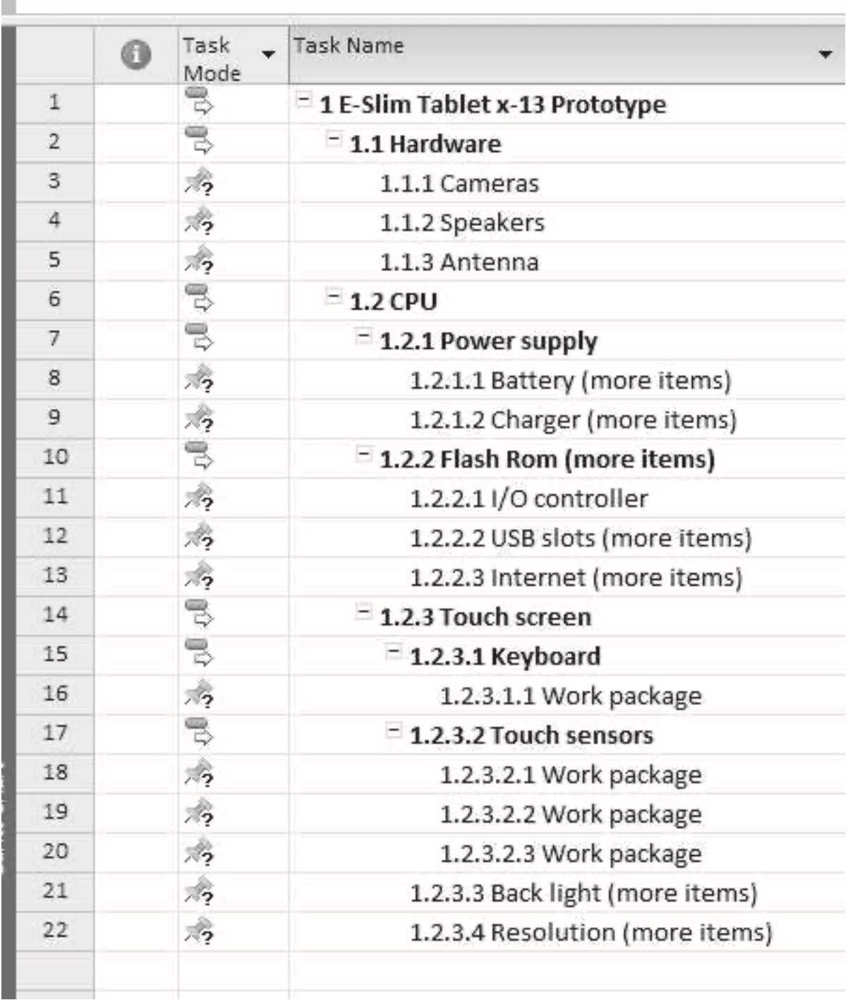 Task Mode Task Name
1 1 E-Slim Tablet x-13 Prototype
2 1.1 Hardware
3 1.1.1 Cameras
4 1.1.2 Speakers
5 1.1.3 Antenna
6 1.2 CPU
7 1.2.1 Power supply
8 1.2.1.1 Battery (more items)
9 1.2.1.2 Charger (more items)
10 1.2.2 Flash Rom (more items)
11 1.2.2.1 I/O controller
12 1.2.2.2 USB slots (more items)
13 1.2.2.3 Internet (more items)
14 1.2.3 Touch screen
15 1.2.3.1 Keyboard
16 1.2.3.1.1 Work package
17 1.2.3.2 Touch sensors
18 1.2.3.2.1 Work package
19 1.2.3.2.2 Work package
20 1.2.3.2.3 Work package
21 1.2.3.3 Back light (more items)
22 1.2.3.4 Resolution (more items)